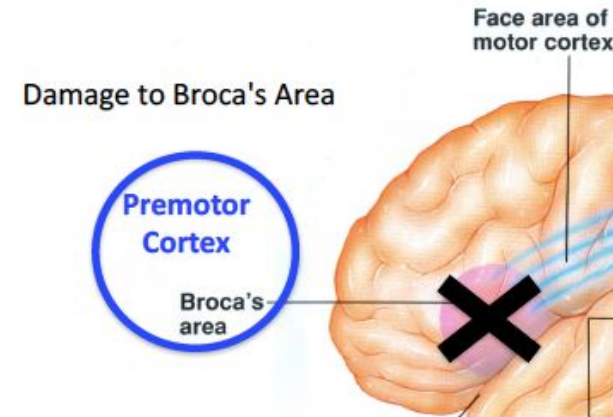 Face area of
motor cortex
Damage to Broca's Area
Premotor
Cortex
Broca's
area